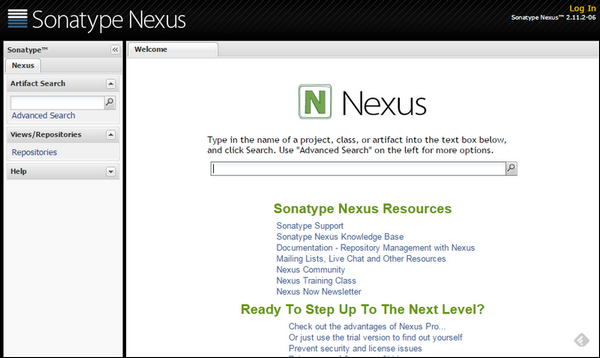 Sonatype Nexus
Log In
Sonatype Nexus™ 2.11.2-06
Sonatype™
Nexus
Artifact Search
Advanced Search
Views/Repositories
Repositories
Help
Welcome
N Nexus
Type in the name of a project, class, or artifact into the text box below,
and click Search. Use "Advanced Search" on the left for more options.
Sonatype Nexus Resources
Sonatype Support
Sonatype Nexus Knowledge Base
Documentation - Repository Management with Nexus
Mailing Lists, Live Chat and Other Resources
Nexus Community
Nexus Training Class
Nexus Now Newsletter
Ready To Step Up To The Next Level?
Check out the advantages of Nexus Pro...
Or just use the trial version to find out yourself
Prevent security and license issues